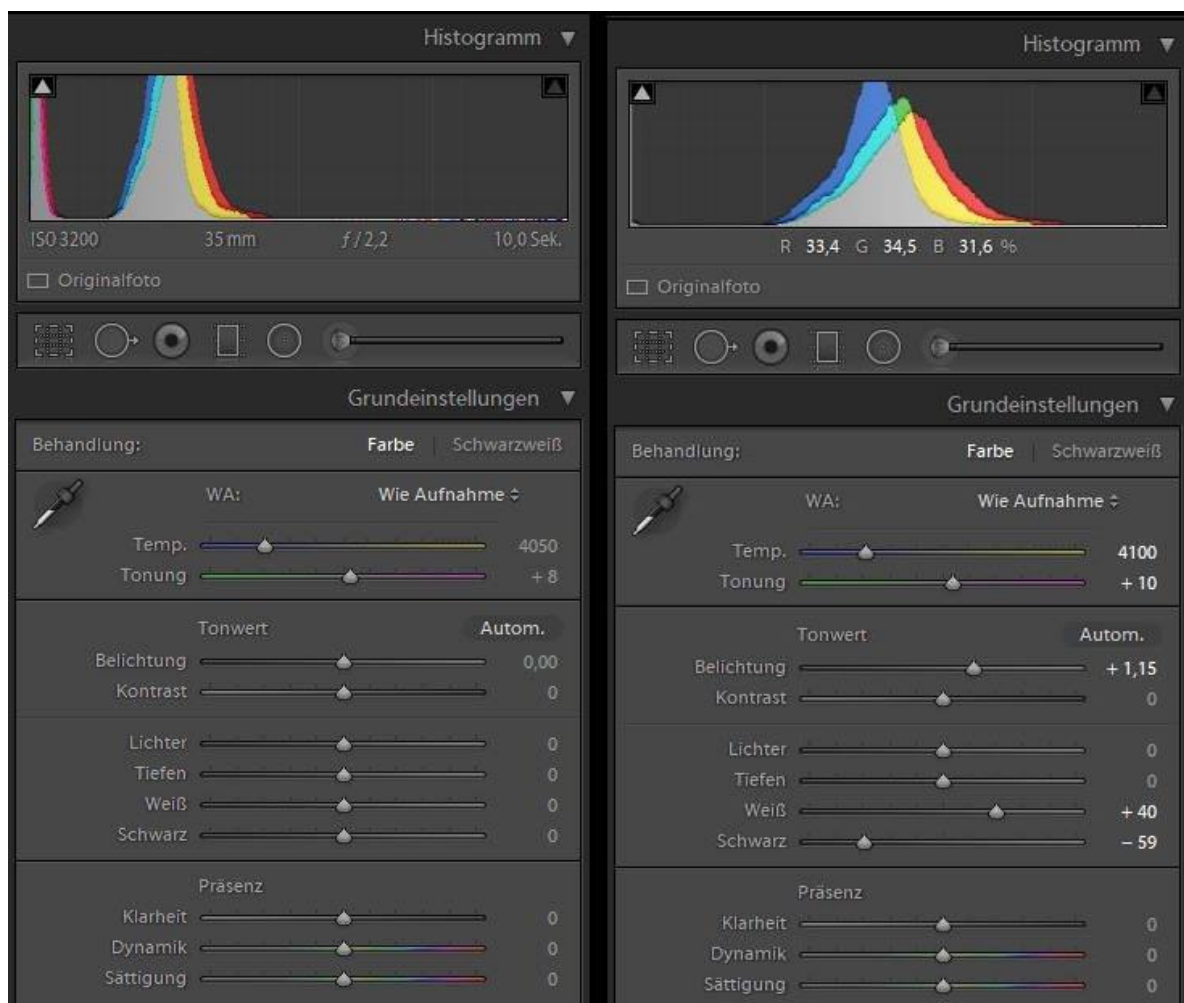 Histogramm
ISO 3200 35 mm f / 2,2 10,0 Sek.
Originalfoto
Grundeinstellungen
Behandlung: Farbe Schwarzweiß
WA: Wie Aufnahme
Temp. 4050
Tonung + 8
Tonwert Autom.
Belichtung 0,00
Kontrast 0
Lichter 0
Tiefen 0
Weiß 0
Schwarz 0
Präsenz
Klarheit 0
Dynamik 0
Sättigung 0
Histogramm
R 33,4 G 34,5 B 31,6 %
Originalfoto
Grundeinstellungen
Behandlung: Farbe Schwarzweiß
WA: Wie Aufnahme
Temp. 4100
Tonung + 10
Tonwert Autom.
Belichtung + 1,15
Kontrast 0
Lichter 0
Tiefen 0
Weiß + 40
Schwarz − 59
Präsenz
Klarheit 0
Dynamik 0
Sättigung 0